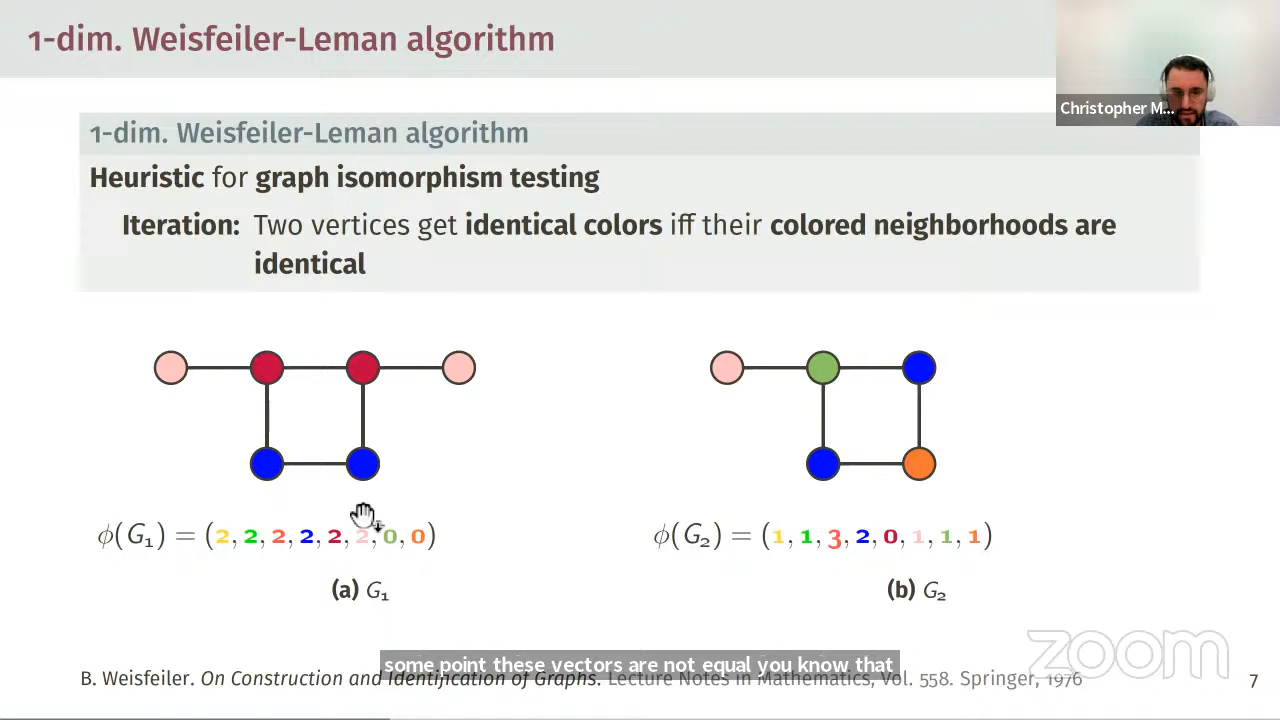 1-dim. Weisfeiler-Leman algorithm
Christopher M...
1-dim. Weisfeiler-Leman algorithm
Heuristic for graph isomorphism testing
Iteration: Two vertices get identical colors iff their colored neighborhoods are
identical
ϕ(G₁) = (2, 2, 2, 2, 2, 2, 0, 0)
ϕ(G₂) = (1, 1, 3, 2, 0, 1, 1, 1)
(a) G₁
(b) G₂
zoom
some point these vectors are not equal you know that
B. Weisfeiler. On Construction and Identification of Graphs. Lecture Notes in Mathematics, Vol. 558. Springer, 1976
7